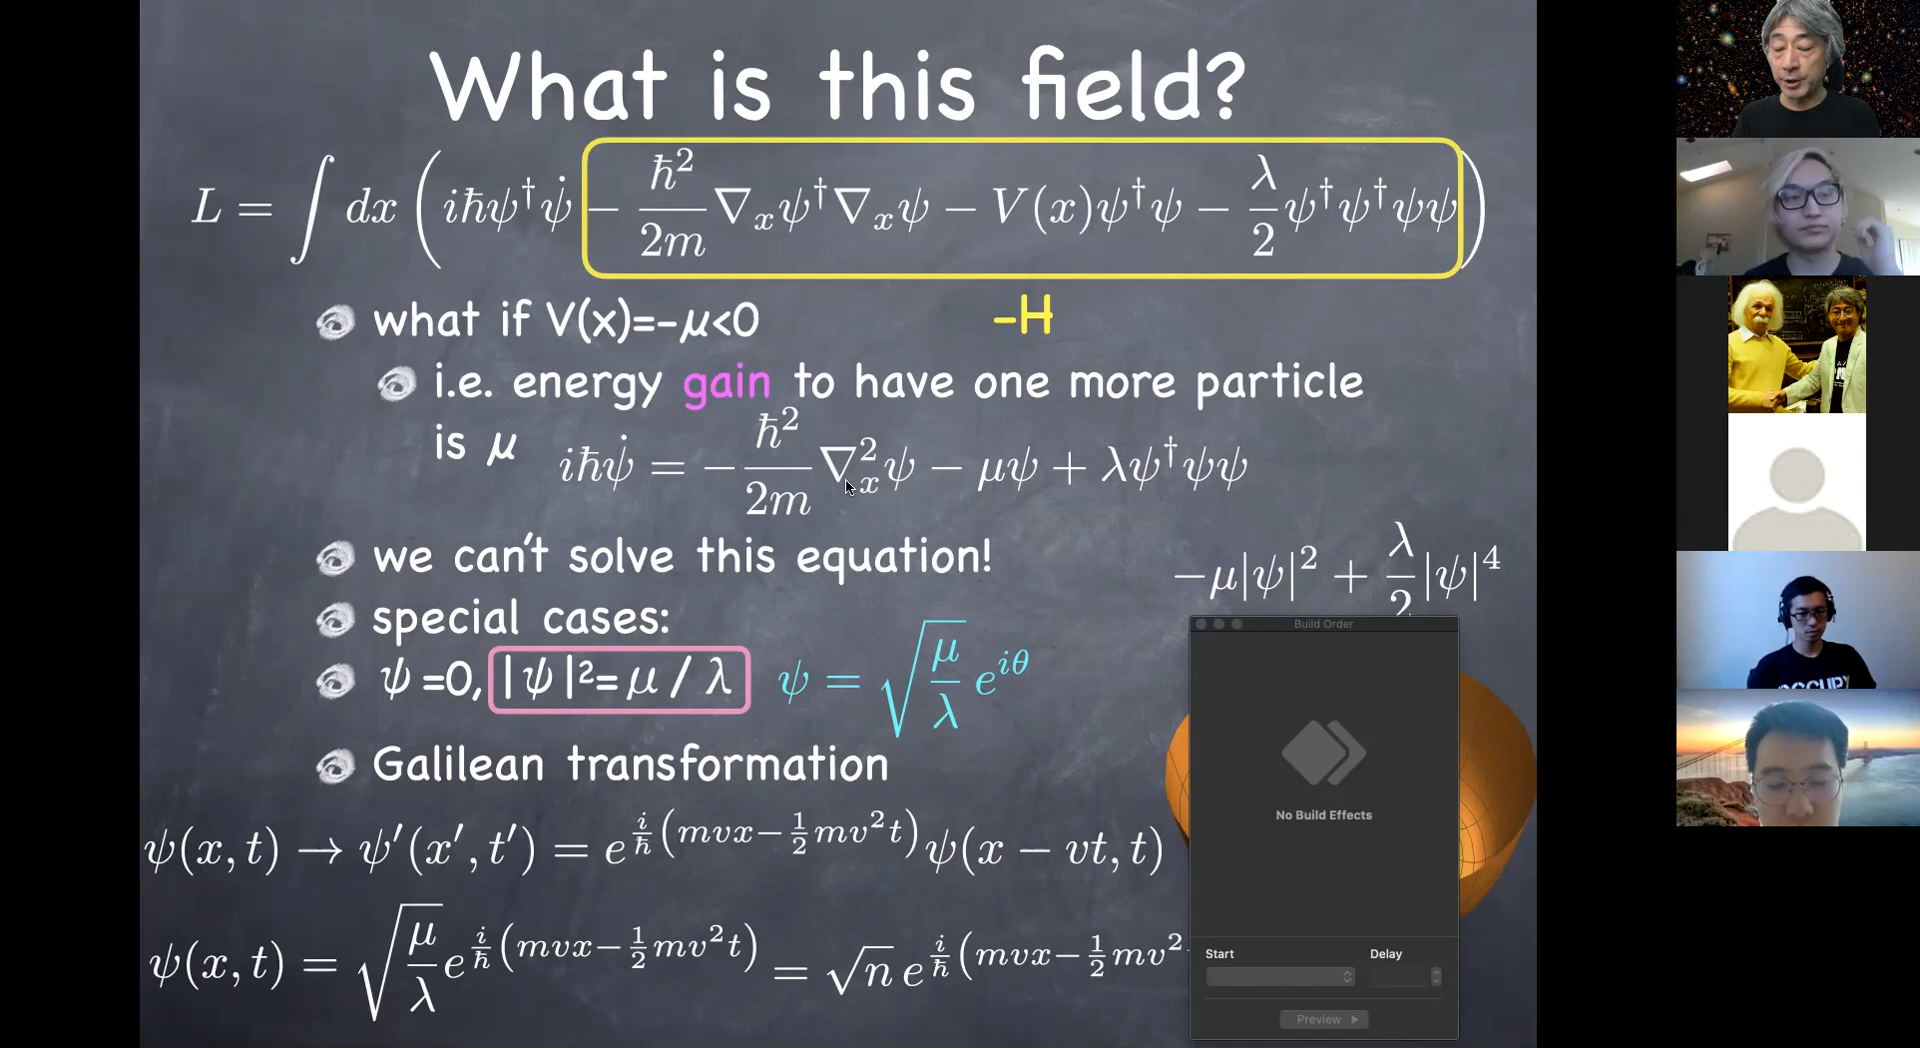 What is this field?
L = ∫ dx ( iℏψ†ψ̇ − ℏ²/2m ∇ₓψ†∇ₓψ − V(x)ψ†ψ − λ/2 ψ†ψ†ψψ )
what if V(x)=-μ<0
-H
i.e. energy gain to have one more particle
is μ
iℏψ̇ = − ℏ²/2m ∇ₓ²ψ − μψ + λψ†ψψ
we can't solve this equation!
−μ|ψ|² + λ/2 |ψ|⁴
special cases:
ψ=0, |ψ|²=μ/λ
ψ = √(μ/λ) e^{iθ}
Galilean transformation
ψ(x, t) → ψ′(x′, t′) = e^{i/ℏ (mvx − ½mv²t)} ψ(x − vt, t)
ψ(x, t) = √(μ/λ) e^{i/ℏ (mvx − ½mv²t)} = √n e^{i/ℏ (mvx − ½mv²
Build Order
No Build Effects
Start
Delay
Preview
OCCUPY